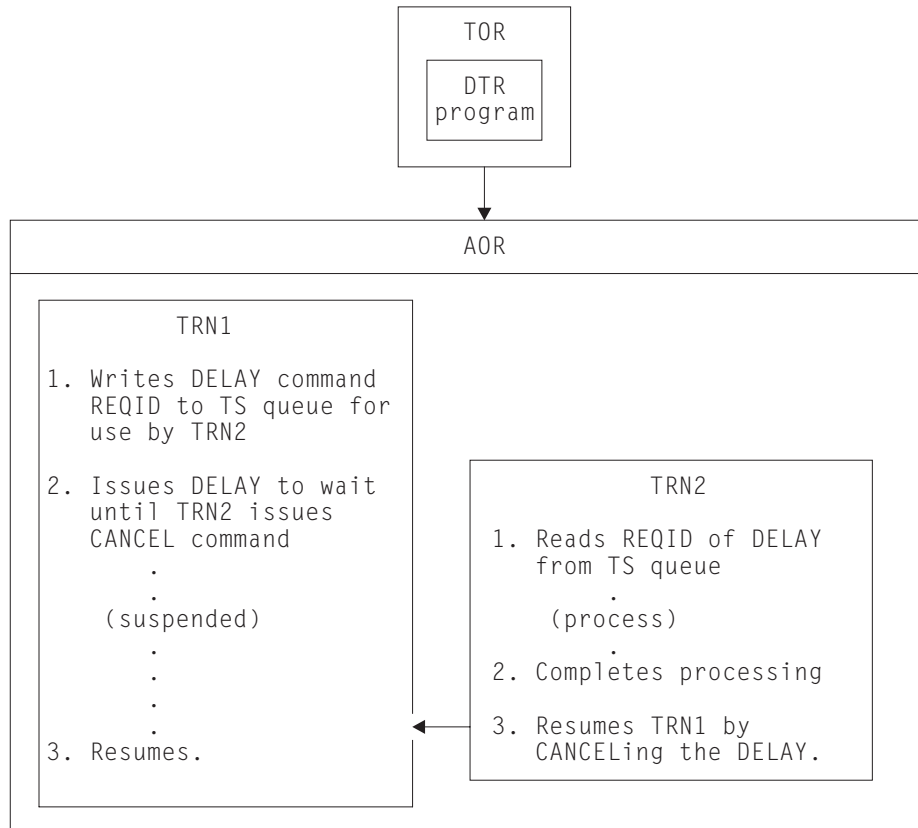 TOR
DTR
program
AOR
TRN1
1. Writes DELAY command
REQID to TS queue for
use by TRN2
2. Issues DELAY to wait
until TRN2 issues
CANCEL command
.
.
(suspended)
.
.
.
.
3. Resumes.
TRN2
1. Reads REQID of DELAY
from TS queue
.
(process)
.
2. Completes processing
3. Resumes TRN1 by
CANCELing the DELAY.